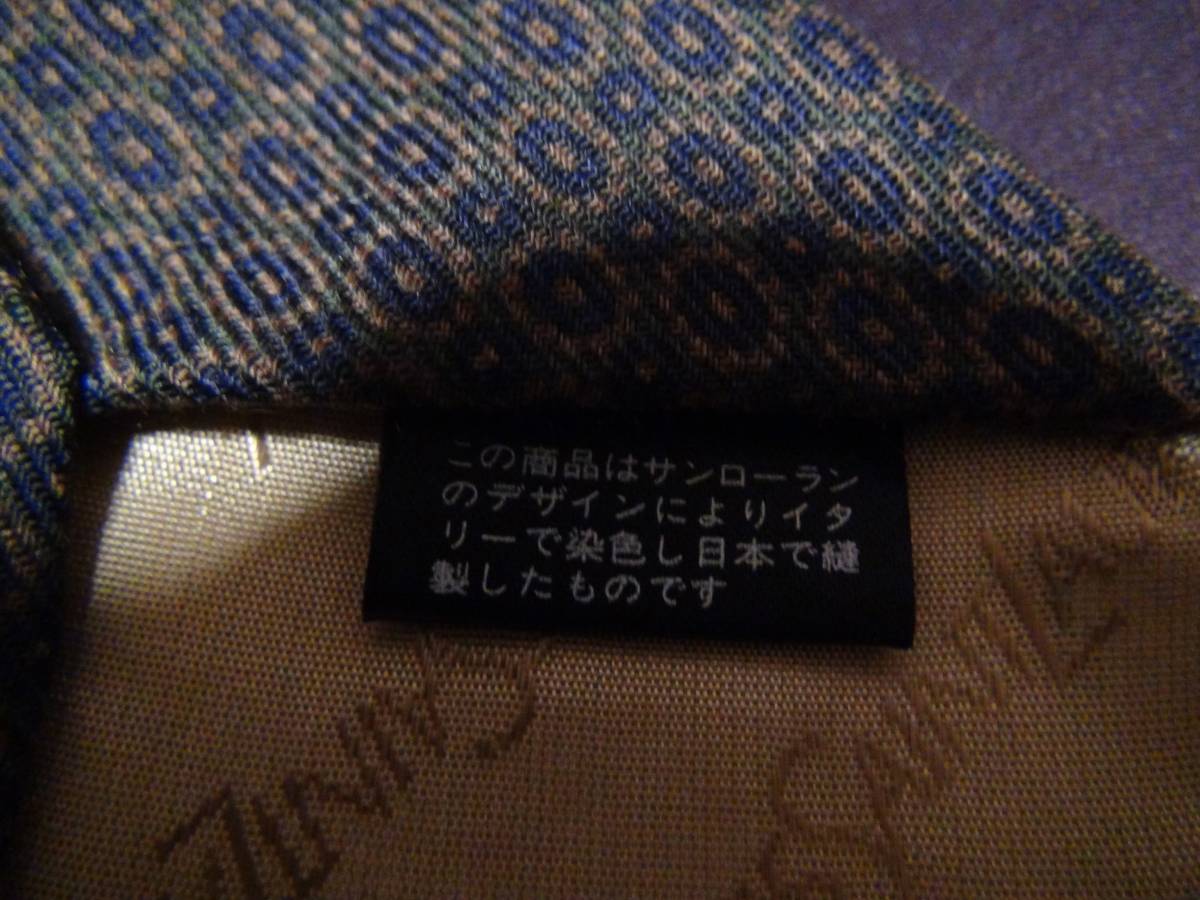 この商品はサンローラン
のデザインによりイタ
リーで染色し日本で縫
製したものです
SAINT
SAINT